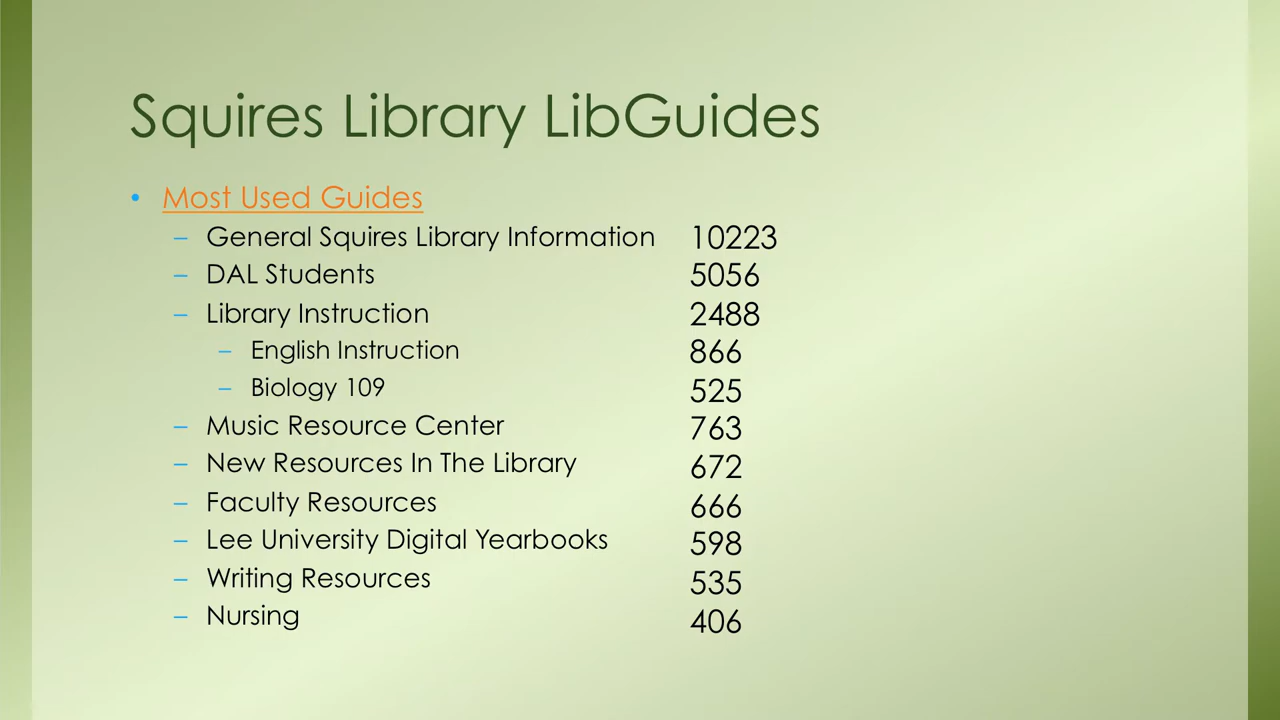 Squires Library LibGuides
• Most Used Guides
– General Squires Library Information 10223
– DAL Students 5056
– Library Instruction 2488
– English Instruction 866
– Biology 109 525
– Music Resource Center 763
– New Resources In The Library 672
– Faculty Resources 666
– Lee University Digital Yearbooks 598
– Writing Resources 535
– Nursing 406